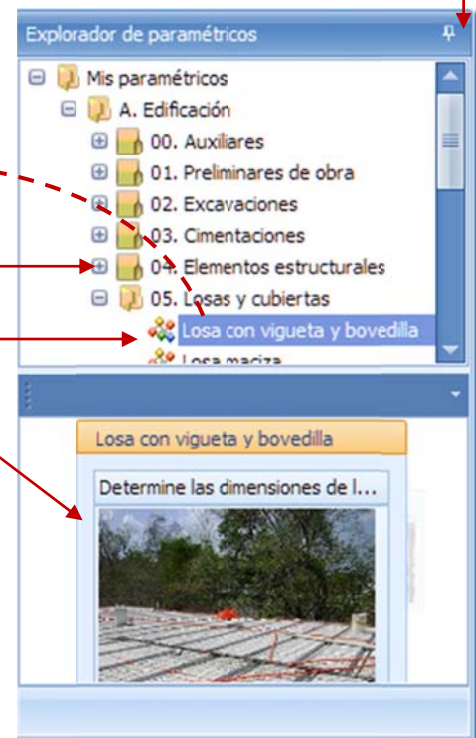 Explorador de paramétricos
Mis paramétricos
A. Edificación
00. Auxiliares
01. Preliminares de obra
02. Excavaciones
03. Cimentaciones
04. Elementos estructurales
05. Losas y cubiertas
Losa con vigueta y bovedilla
Losa maciza
Losa con vigueta y bovedilla
Determine las dimensiones de l...